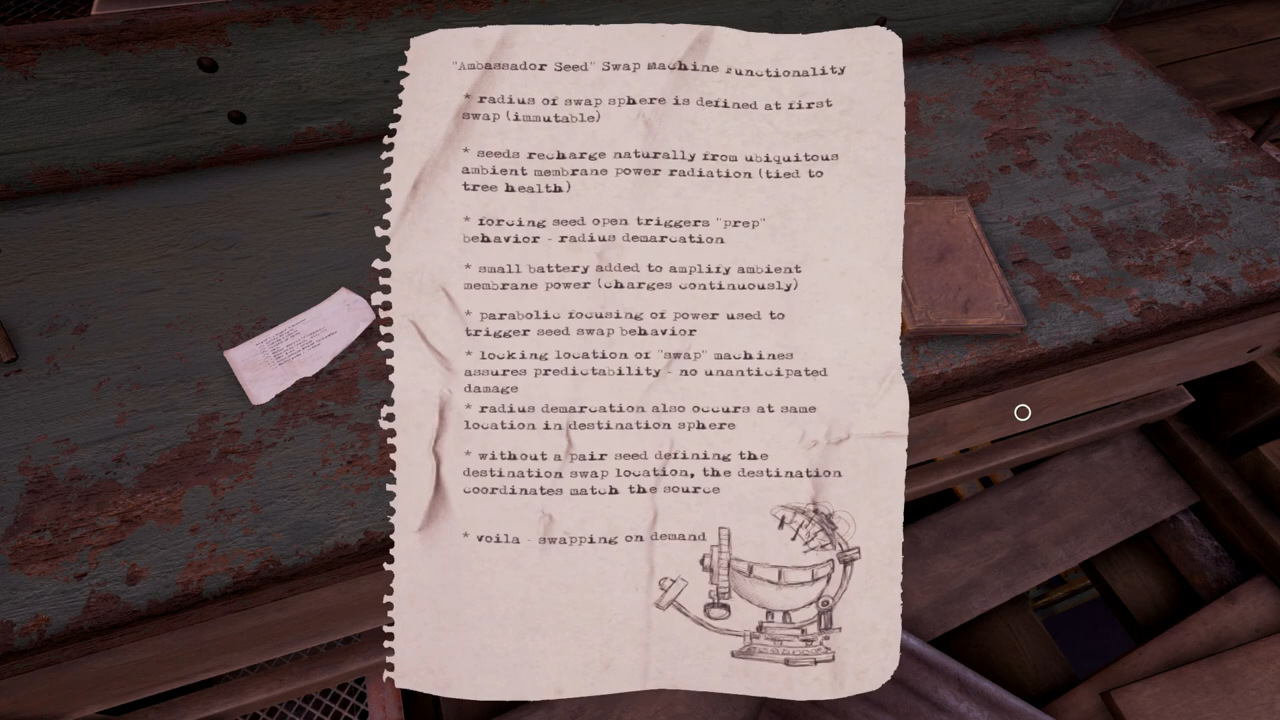 "Ambassador Seed" Swap Machine Functionality
* radius of swap sphere is defined at first
swap (immutable)
* seeds recharge naturally from ubiquitous
ambient membrane power radiation (tied to
tree health)
* forcing seed open triggers "prep"
behavior - radius demarcation
* small battery added to amplify ambient
membrane power (charges continuously)
* parabolic focusing of power used to
trigger seed swap behavior
* locking location of "swap" machines
assures predictability - no unanticipated
damage
* radius demarcation also occurs at same
location in destination sphere
* without a pair seed defining the
destination swap location, the destination
coordinates match the source
* voila - swapping on demand